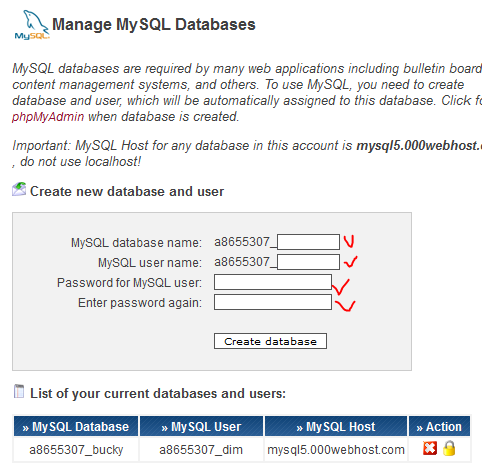 MySQL
Manage MySQL Databases
MySQL databases are required by many web applications including bulletin board
content management systems, and others. To use MySQL, you need to create
database and user, which will be automatically assigned to this database. Click fo
phpMyAdmin when database is created.
Important: MySQL Host for any database in this account is mysql5.000webhost.
, do not use localhost!
Create new database and user
MySQL database name: a8655307_
MySQL user name: a8655307_
Password for MySQL user:
Enter password again:
Create database
List of your current databases and users:
» MySQL Database » MySQL User » MySQL Host » Action
a8655307_bucky a8655307_dim mysql5.000webhost.com